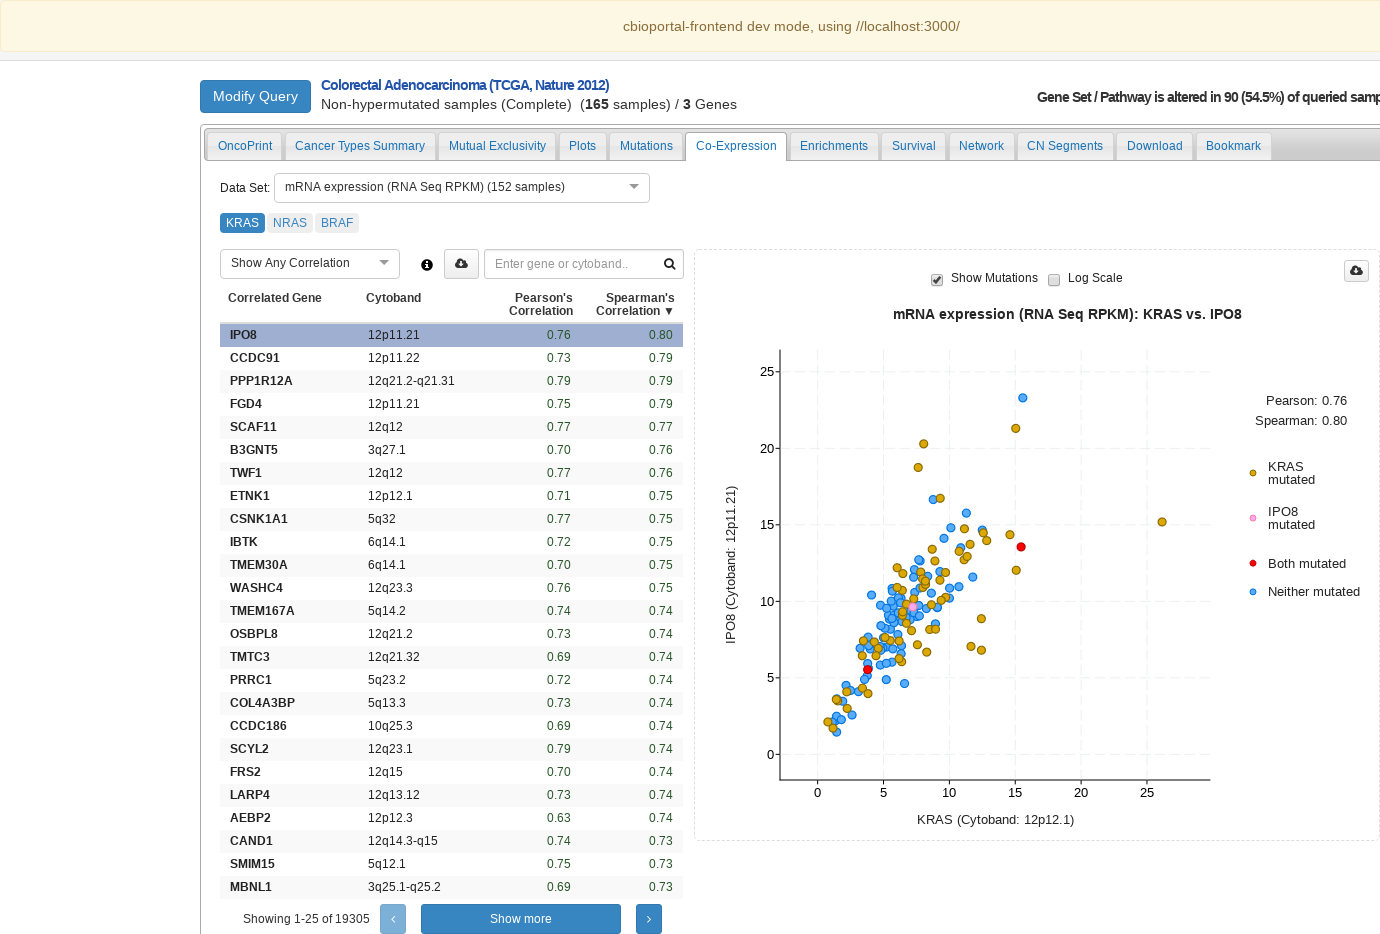 cbioportal-frontend dev mode, using //localhost:3000/
Modify Query
Colorectal Adenocarcinoma (TCGA, Nature 2012)
Non-hypermutated samples (Complete) (165 samples) / 3 Genes
Gene Set / Pathway is altered in 90 (54.5%) of queried samp
OncoPrint Cancer Types Summary Mutual Exclusivity Plots Mutations Co-Expression Enrichments Survival Network CN Segments Download Bookmark
Data Set: mRNA expression (RNA Seq RPKM) (152 samples)
KRAS NRAS BRAF
Show Any Correlation Enter gene or cytoband..
Correlated Gene Cytoband Pearson's Correlation Spearman's Correlation ▼
IPO8 12p11.21 0.76 0.80
CCDC91 12p11.22 0.73 0.79
PPP1R12A 12q21.2-q21.31 0.79 0.79
FGD4 12p11.21 0.75 0.79
SCAF11 12q12 0.77 0.77
B3GNT5 3q27.1 0.70 0.76
TWF1 12q12 0.77 0.76
ETNK1 12p12.1 0.71 0.75
CSNK1A1 5q32 0.77 0.75
IBTK 6q14.1 0.72 0.75
TMEM30A 6q14.1 0.70 0.75
WASHC4 12q23.3 0.76 0.75
TMEM167A 5q14.2 0.74 0.74
OSBPL8 12q21.2 0.73 0.74
TMTC3 12q21.32 0.69 0.74
PRRC1 5q23.2 0.72 0.74
COL4A3BP 5q13.3 0.73 0.74
CCDC186 10q25.3 0.69 0.74
SCYL2 12q23.1 0.79 0.74
FRS2 12q15 0.70 0.74
LARP4 12q13.12 0.73 0.74
AEBP2 12p12.3 0.63 0.74
CAND1 12q14.3-q15 0.74 0.73
SMIM15 5q12.1 0.75 0.73
MBNL1 3q25.1-q25.2 0.69 0.73
Showing 1-25 of 19305 ‹ Show more ›
Show Mutations Log Scale
mRNA expression (RNA Seq RPKM): KRAS vs. IPO8
25
20
15
10
5
0
IPO8 (Cytoband: 12p11.21)
0 5 10 15 20 25
KRAS (Cytoband: 12p12.1)
Pearson: 0.76
Spearman: 0.80
KRAS
mutated
IPO8
mutated
Both mutated
Neither mutated